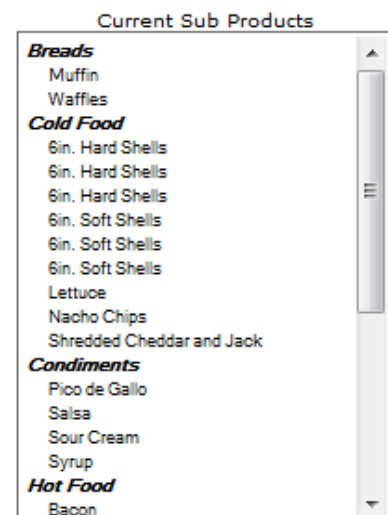 Current Sub Products
Breads
Muffin
Waffles
Cold Food
6in. Hard Shells
6in. Hard Shells
6in. Hard Shells
6in. Soft Shells
6in. Soft Shells
6in. Soft Shells
Lettuce
Nacho Chips
Shredded Cheddar and Jack
Condiments
Pico de Gallo
Salsa
Sour Cream
Syrup
Hot Food
Bacon